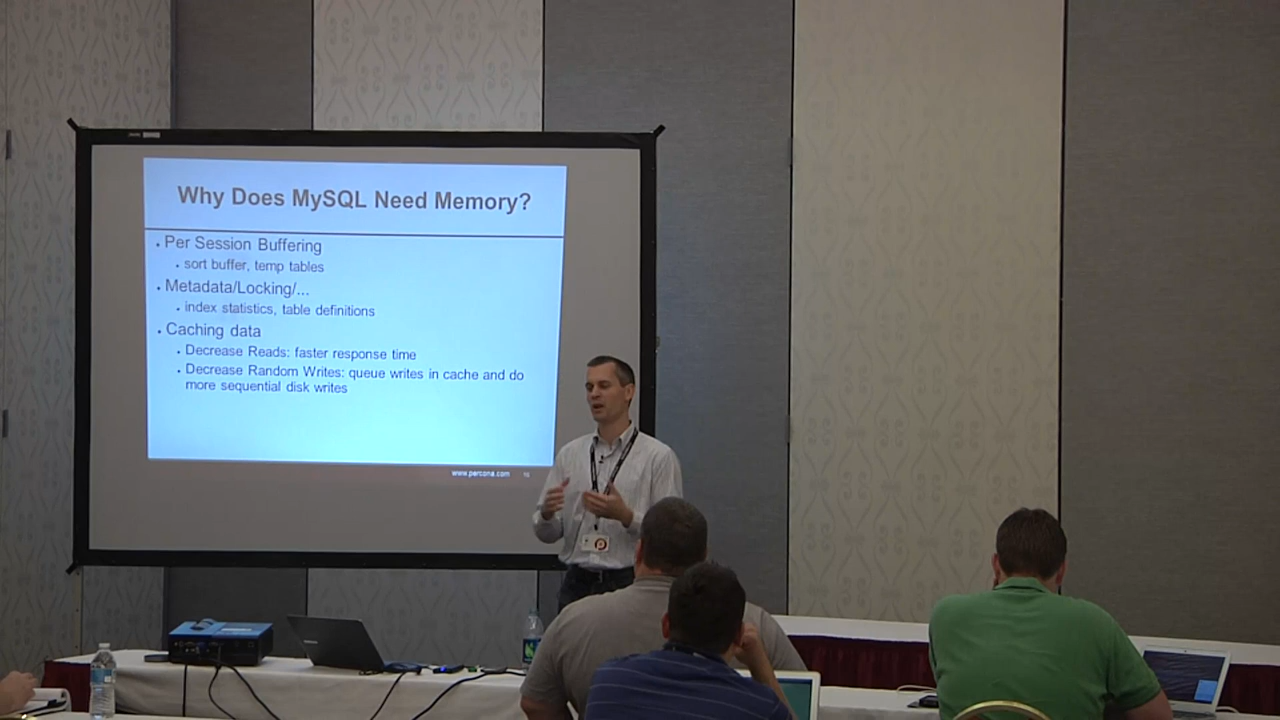 Why Does MySQL Need Memory?
• Per Session Buffering
• sort buffer, temp tables
• Metadata/Locking/...
• index statistics, table definitions
• Caching data
• Decrease Reads: faster response time
• Decrease Random Writes: queue writes in cache and do
more sequential disk writes
www.percona.com